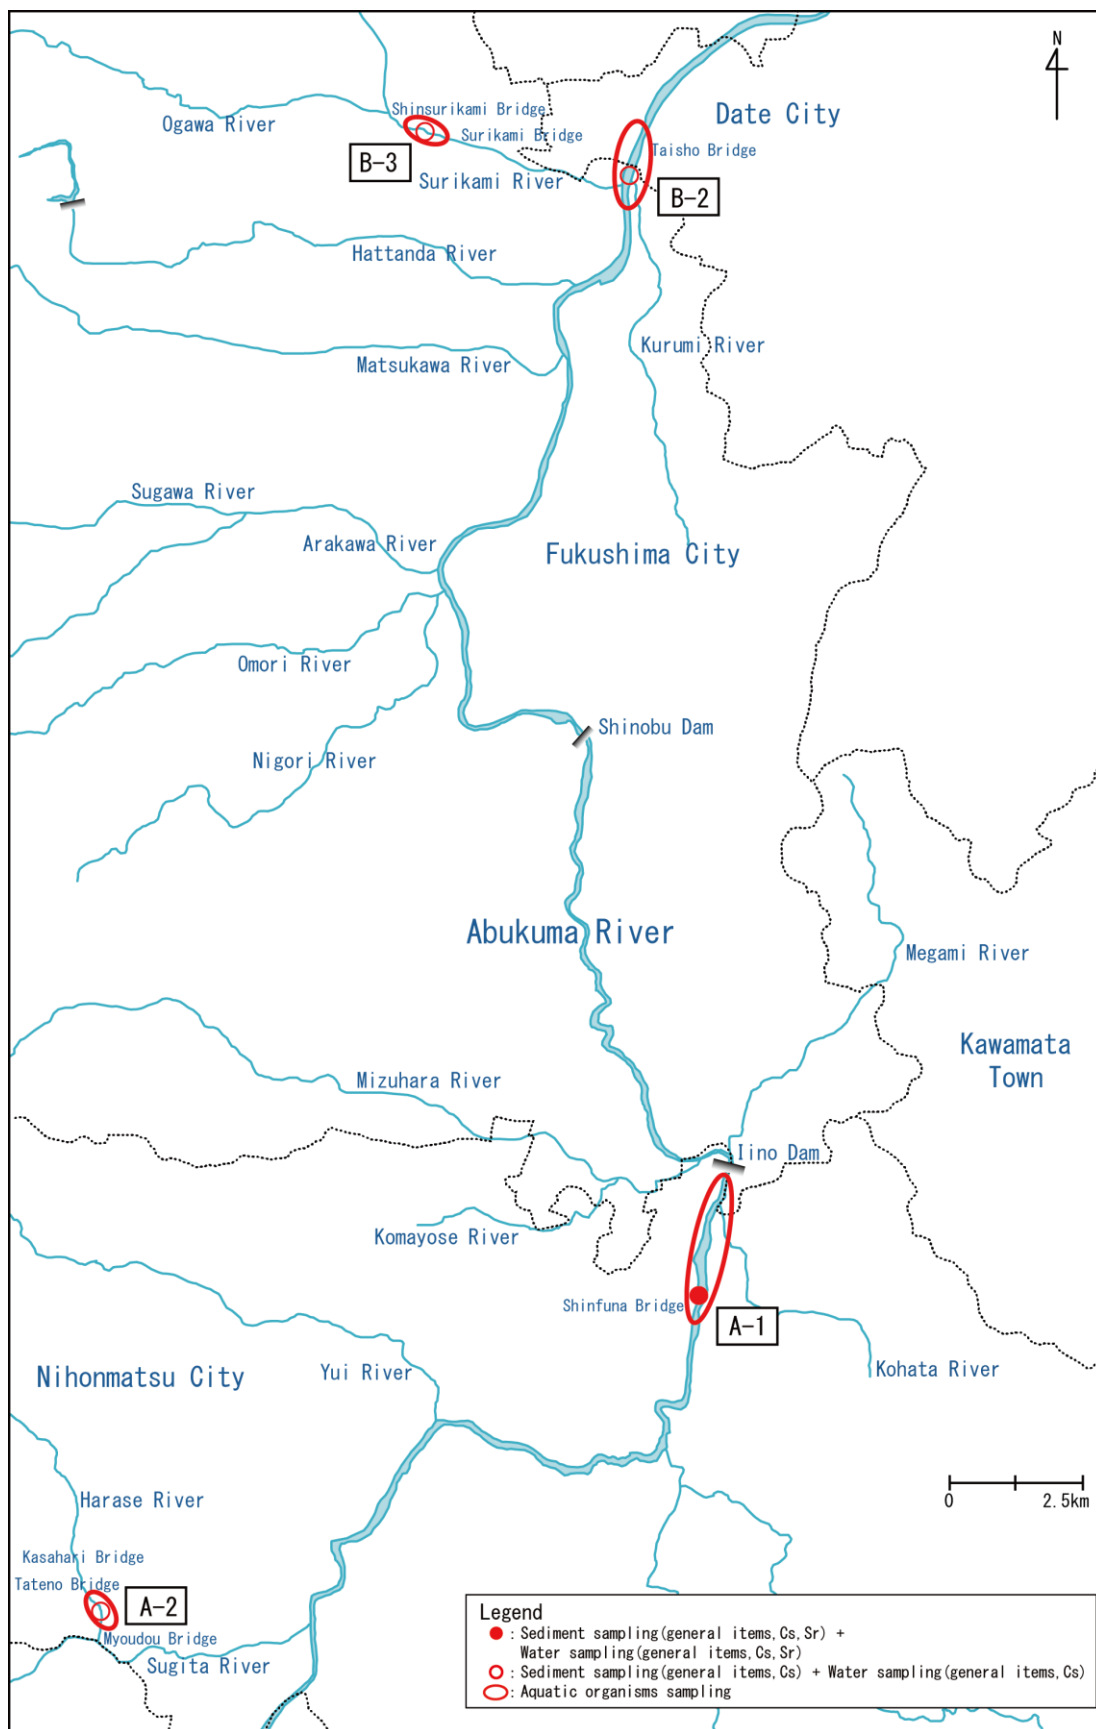 N
Date City
Shinsurikami Bridge
Ogawa River
Surikami Bridge
Taisho Bridge
B-3
Surikami River
B-2
Hattanda River
Kurumi River
Matsukawa River
Sugawa River
Arakawa River
Fukushima City
Omori River
Shinobu Dam
Nigori River
Abukuma River
Megami River
Kawamata
Town
Mizuhara River
Iino Dam
Komayose River
Shinfuna Bridge
A-1
Kohata River
Yui River
Nihonmatsu City
Harase River
0 2.5km
Kasahari Bridge
Tateno Bridge
A-2
Myoudou Bridge
Sugita River
Legend
: Sediment sampling(general items, Cs, Sr) +
Water sampling(general items, Cs, Sr)
: Sediment sampling(general items, Cs) + Water sampling(general items, Cs)
: Aquatic organisms sampling